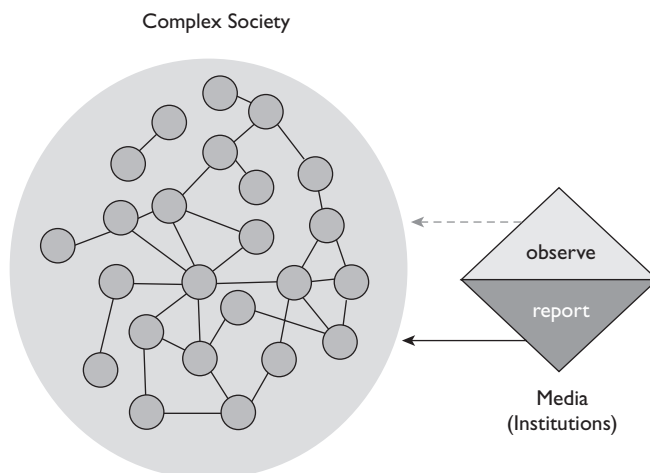 Complex Society
observe
report
Media
(Institutions)